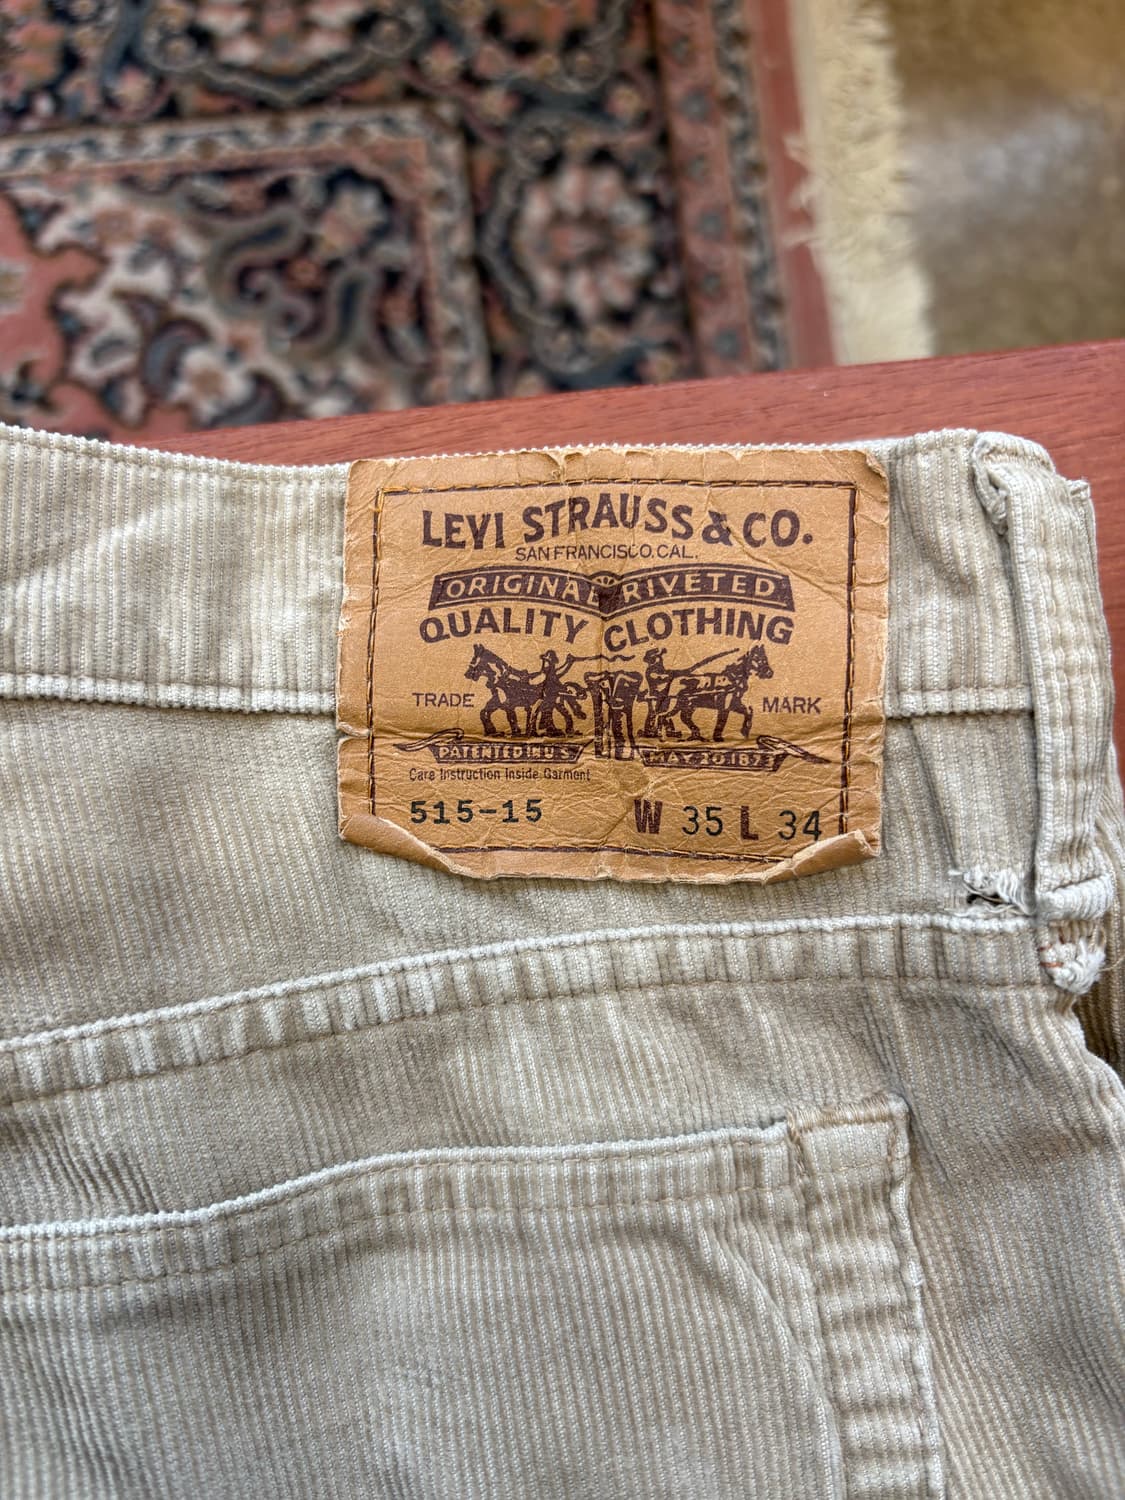 LEVI STRAUSS & CO.
SAN FRANCISCO, CAL.
ORIGINAL RIVETED
QUALITY CLOTHING
TRADE MARK
PATENTED IN U S MAY 20 1873
Care Instruction Inside Garment
515-15 W 35 L 34